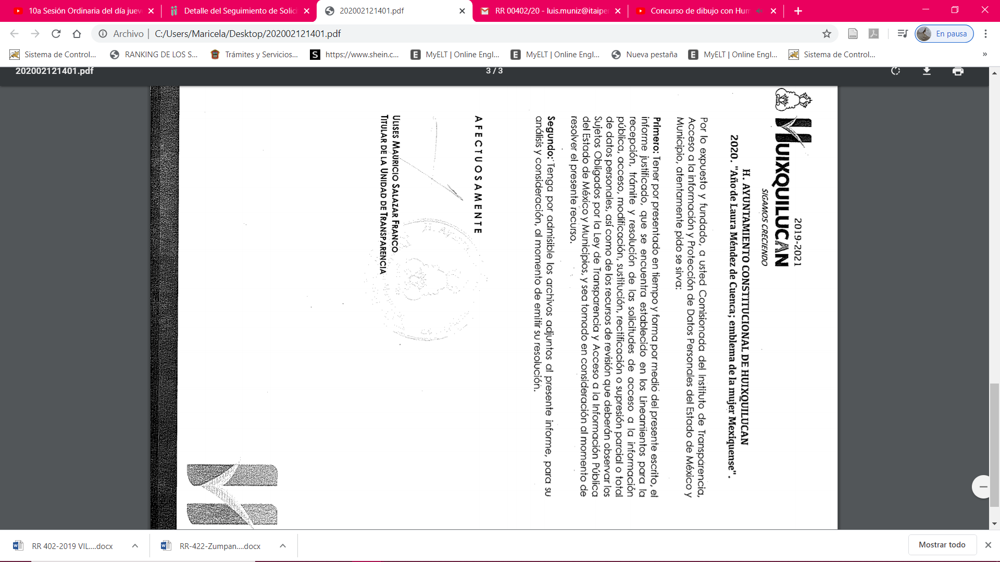 10a Sesión Ordinaria del día juev
Detalle del Seguimiento de Solici
202002121401.pdf
RR 00402/20 - luis.muniz@itaipe
Concurso de dibujo con Hum
Archivo | C:/Users/Maricela/Desktop/202002121401.pdf
En pausa
Sistema de Control...
RANKING DE LOS S...
Trámites y Servicios...
S
https://www.shein.c...
E
MyELT | Online Engl...
E
MyELT | Online Engl...
Nueva pestaña
E
MyELT | Online Engl...
Sistema de Control...
202002121401.pdf
3 / 3
2019-2021
HUIXQUILUCAN
SIGAMOS CRECIENDO
H. AYUNTAMIENTO CONSTITUCIONAL DE HUIXQUILUCAN
2020. "Año de Laura Méndez de Cuenca; emblema de la mujer Mexiquense".
Por lo expuesto y fundado, a usted Comisionada del Instituto de Transparencia,
Acceso a la información y Protección de Datos Personales del Estado de México y
Municipio, atentamente pido se sirva:
Primero: Tener por presentado en tiempo y forma por medio del presente escrito, el
informe justificado, que se encuentra establecido en los Lineamientos para la
recepción, trámite y resolución de las solicitudes de acceso a la información
pública, acceso, modificación, sustitución, rectificación o supresión parcial o total
de datos personales, así como de los recursos de revisión que deberán observar los
Sujetos Obligados por la Ley de Transparencia y Acceso a la Información Pública
del Estado de México y Municipios, y sea tomado en consideración al momento de
resolver el presente recurso.
Segundo: Tenga por admisible los archivos adjuntos al presente informe, para su
análisis y consideración, al momento de emitir su resolución.
A F E C T U O S A M E N T E
ULISES MAURICIO SALAZAR FRANCO
TITULAR DE LA UNIDAD DE TRANSPARENCIA
RR 402-2019 VIL....docx
RR-422-Zumpan....docx
Mostrar todo